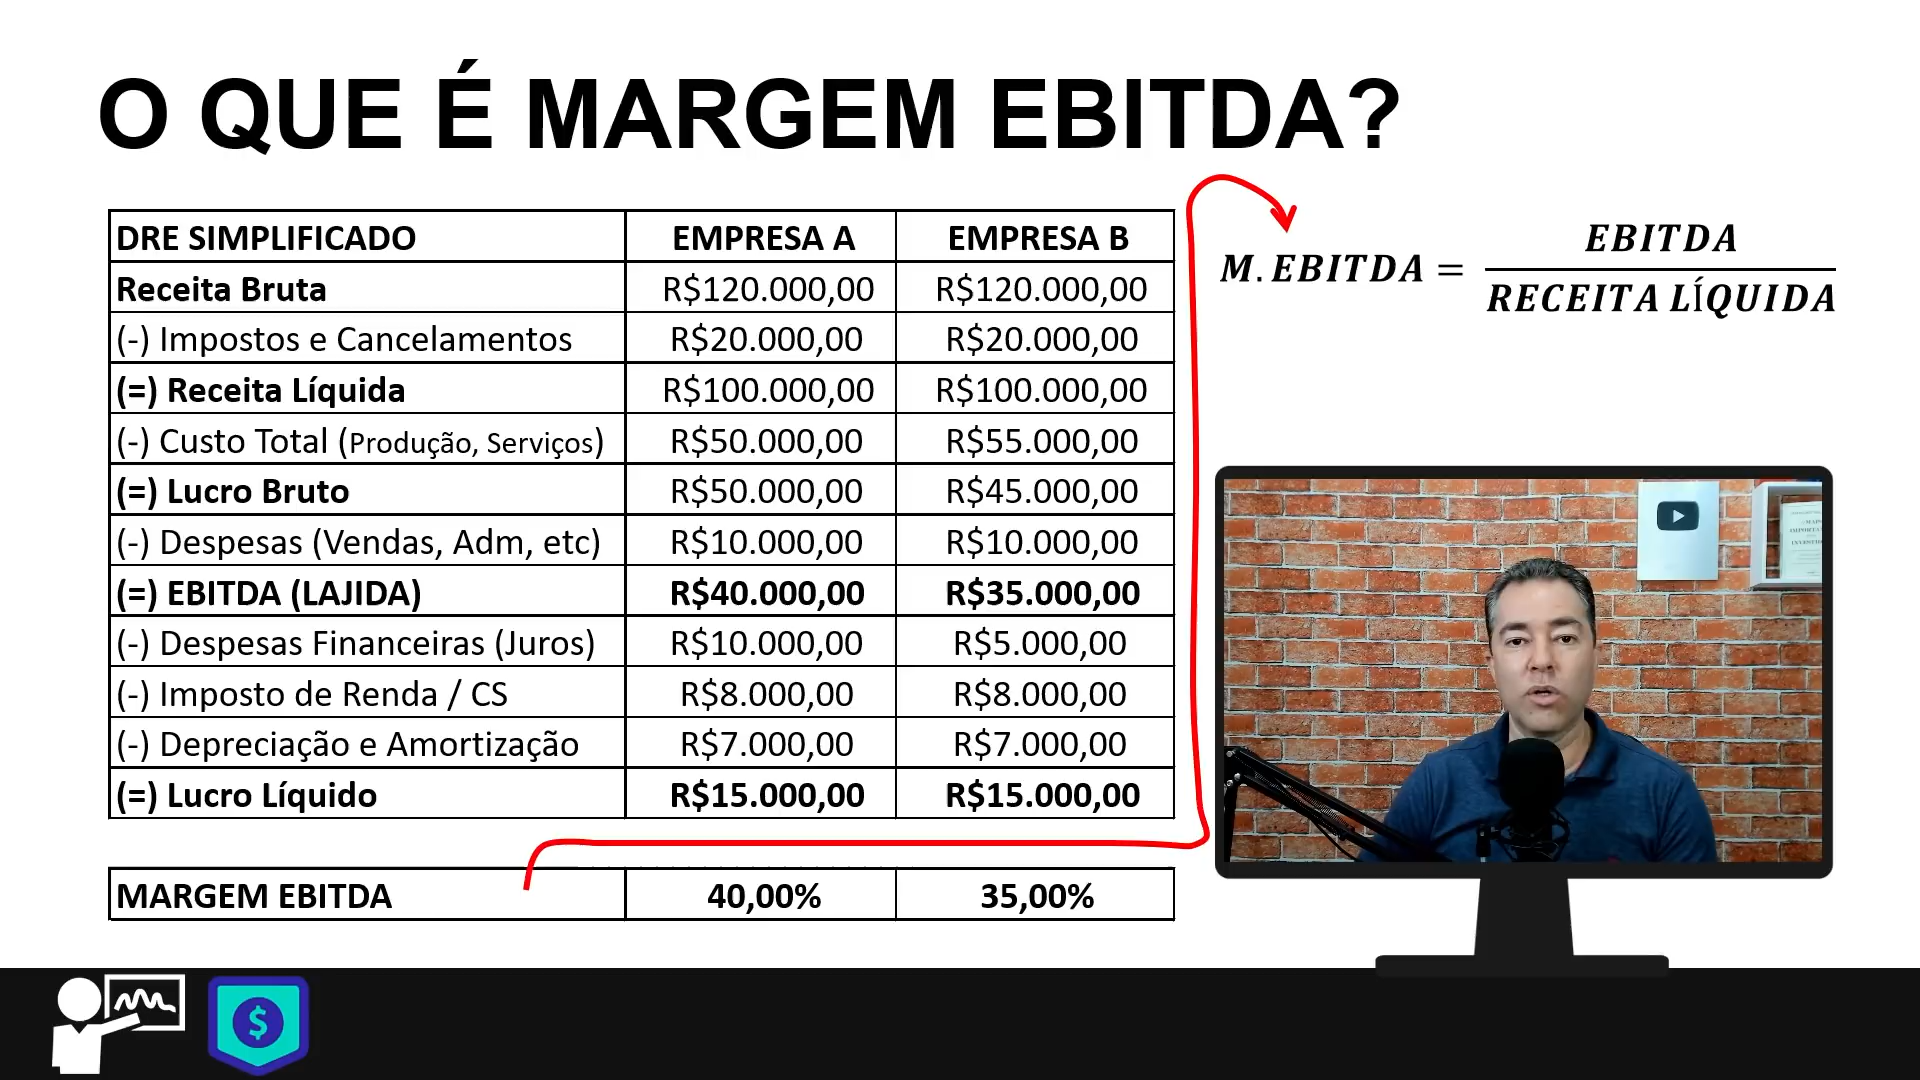 O QUE É MARGEM EBITDA?
DRE SIMPLIFICADO EMPRESA A EMPRESA B
Receita Bruta R$120.000,00 R$120.000,00
(-) Impostos e Cancelamentos R$20.000,00 R$20.000,00
(=) Receita Líquida R$100.000,00 R$100.000,00
(-) Custo Total (Produção, Serviços) R$50.000,00 R$55.000,00
(=) Lucro Bruto R$50.000,00 R$45.000,00
(-) Despesas (Vendas, Adm, etc) R$10.000,00 R$10.000,00
(=) EBITDA (LAJIDA) R$40.000,00 R$35.000,00
(-) Despesas Financeiras (Juros) R$10.000,00 R$5.000,00
(-) Imposto de Renda / CS R$8.000,00 R$8.000,00
(-) Depreciação e Amortização R$7.000,00 R$7.000,00
(=) Lucro Líquido R$15.000,00 R$15.000,00
MARGEM EBITDA 40,00% 35,00%
M. EBITDA = EBITDA
RECEITA LÍQUIDA
$